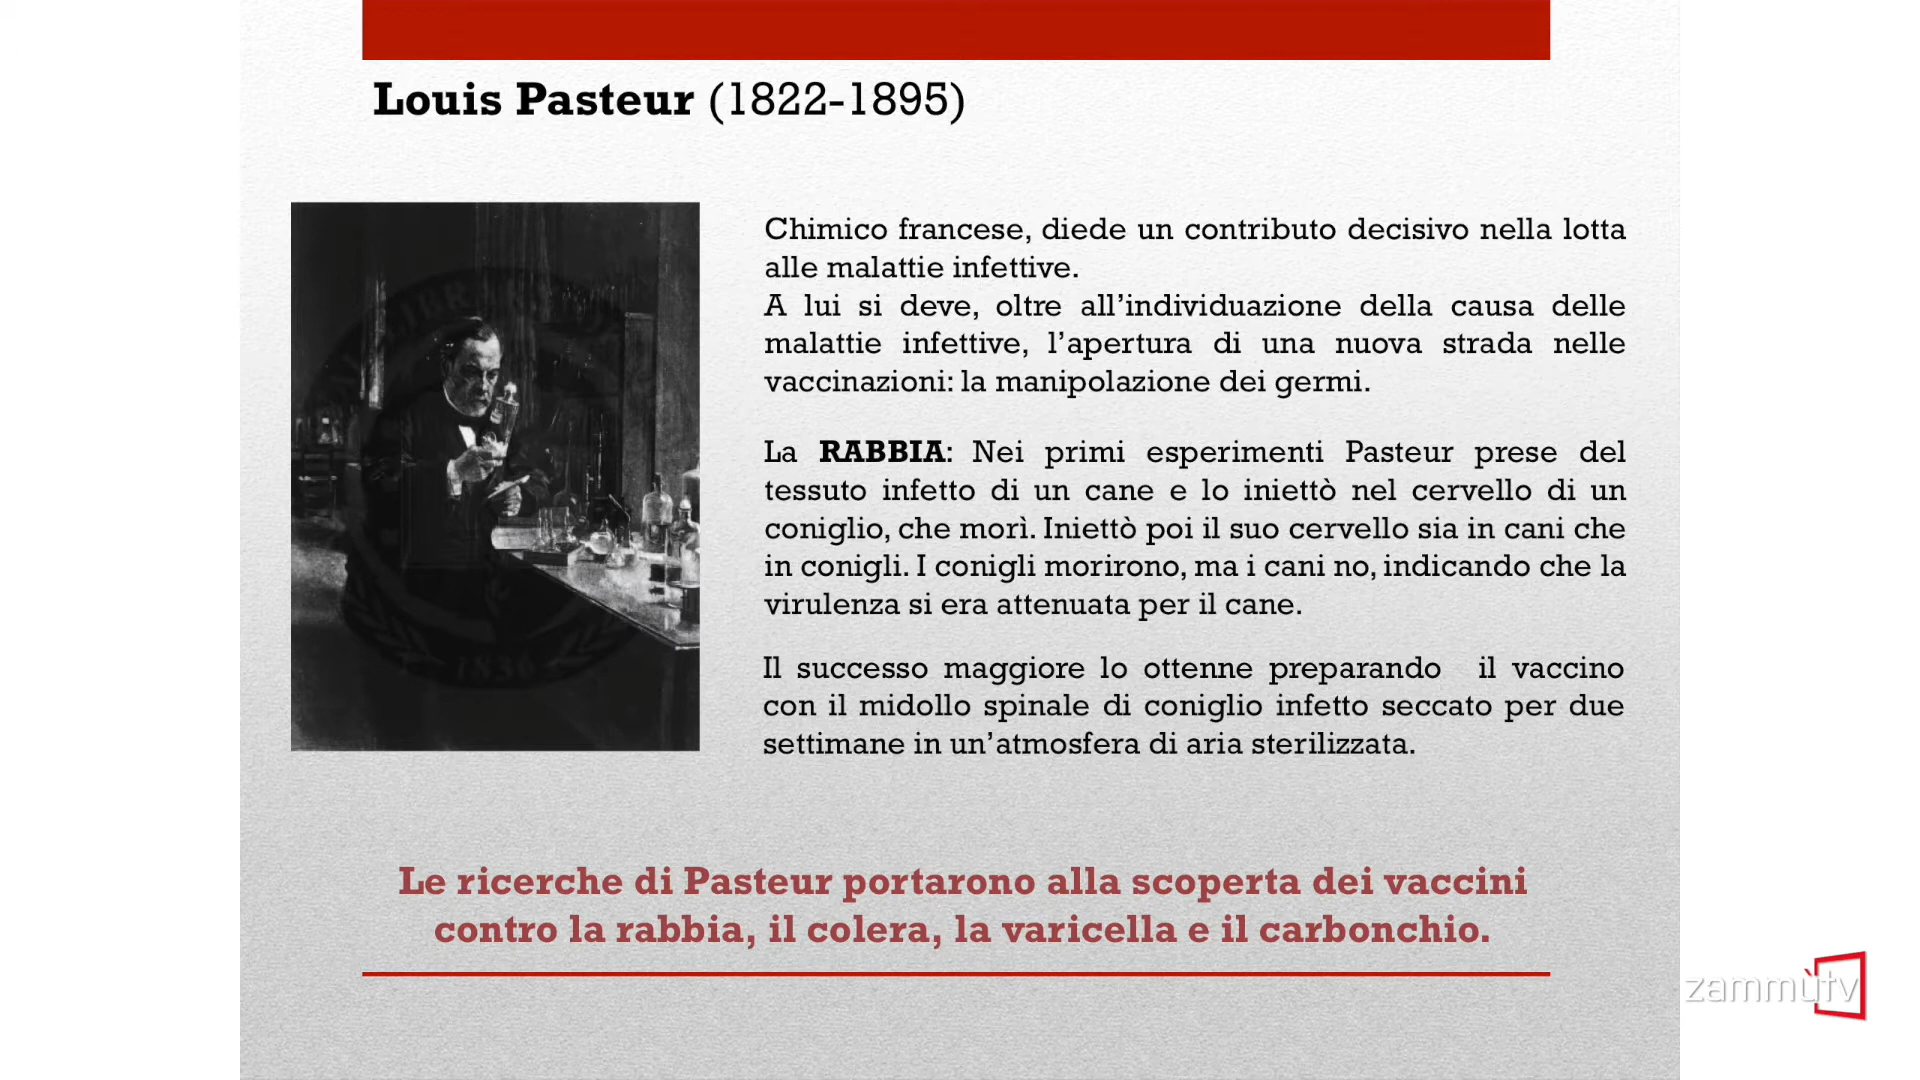 Louis Pasteur (1822-1895)
Chimico francese, diede un contributo decisivo nella lotta
alle malattie infettive.
A lui si deve, oltre all’individuazione della causa delle
malattie infettive, l’apertura di una nuova strada nelle
vaccinazioni: la manipolazione dei germi.
La RABBIA: Nei primi esperimenti Pasteur prese del
tessuto infetto di un cane e lo iniettò nel cervello di un
coniglio, che morì. Iniettò poi il suo cervello sia in cani che
in conigli. I conigli morirono, ma i cani no, indicando che la
virulenza si era attenuata per il cane.
Il successo maggiore lo ottenne preparando il vaccino
con il midollo spinale di coniglio infetto seccato per due
settimane in un’atmosfera di aria sterilizzata.
1836
Le ricerche di Pasteur portarono alla scoperta dei vaccini
contro la rabbia, il colera, la varicella e il carbonchio.
zammùtv